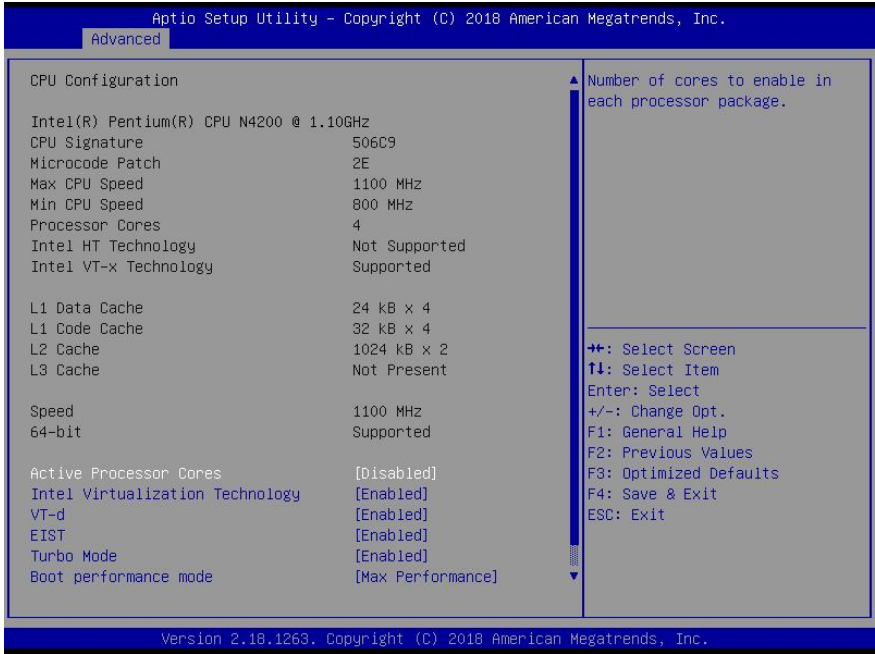 Aptio Setup Utility – Copyright (C) 2018 American Megatrends, Inc.
Advanced
CPU Configuration
Intel(R) Pentium(R) CPU N4200 @ 1.10GHz
CPU Signature 506C9
Microcode Patch 2E
Max CPU Speed 1100 MHz
Min CPU Speed 800 MHz
Processor Cores 4
Intel HT Technology Not Supported
Intel VT-x Technology Supported
L1 Data Cache 24 kB x 4
L1 Code Cache 32 kB x 4
L2 Cache 1024 kB x 2
L3 Cache Not Present
Speed 1100 MHz
64-bit Supported
Active Processor Cores [Disabled]
Intel Virtualization Technology [Enabled]
VT-d [Enabled]
EIST [Enabled]
Turbo Mode [Enabled]
Boot performance mode [Max Performance]
Number of cores to enable in
each processor package.
→←: Select Screen
↑↓: Select Item
Enter: Select
+/-: Change Opt.
F1: General Help
F2: Previous Values
F3: Optimized Defaults
F4: Save & Exit
ESC: Exit
Version 2.18.1263. Copyright (C) 2018 American Megatrends, Inc.